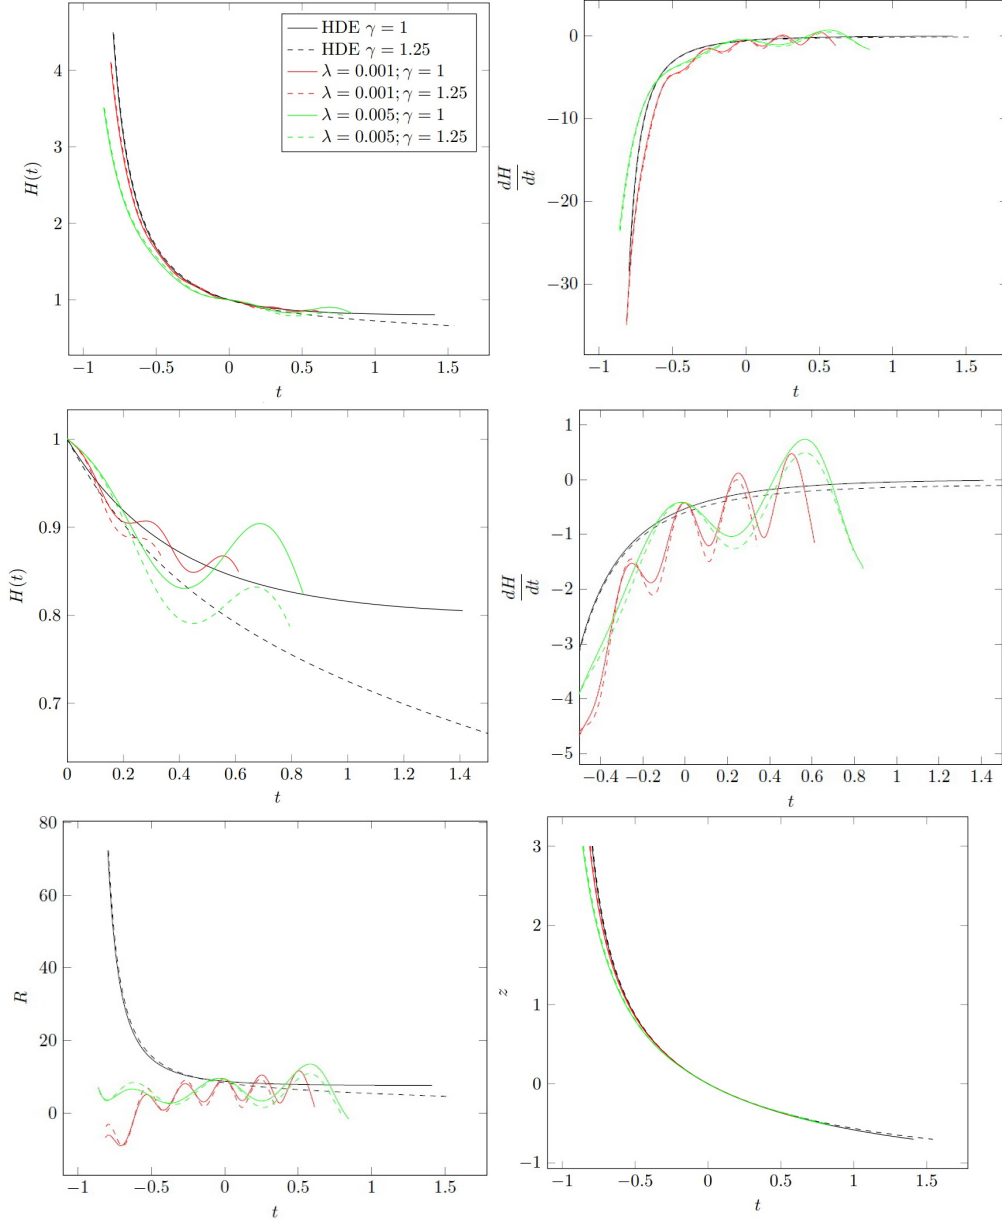 HDE γ = 1
HDE γ = 1.25
λ = 0.001; γ = 1
λ = 0.001; γ = 1.25
λ = 0.005; γ = 1
λ = 0.005; γ = 1.25
4
3
2
1
H(t)
−1 −0.5 0 0.5 1 1.5
t
0
−10
−20
−30
dH
dt
−1 −0.5 0 0.5 1 1.5
t
1
0.9
0.8
0.7
H(t)
0 0.2 0.4 0.6 0.8 1 1.2 1.4
t
1
0
−1
−2
−3
−4
−5
dH
dt
−0.4 −0.2 0 0.2 0.4 0.6 0.8 1 1.2 1.4
t
80
60
40
20
0
R
−1 −0.5 0 0.5 1 1.5
t
3
2
1
0
−1
z
−1 −0.5 0 0.5 1 1.5
t